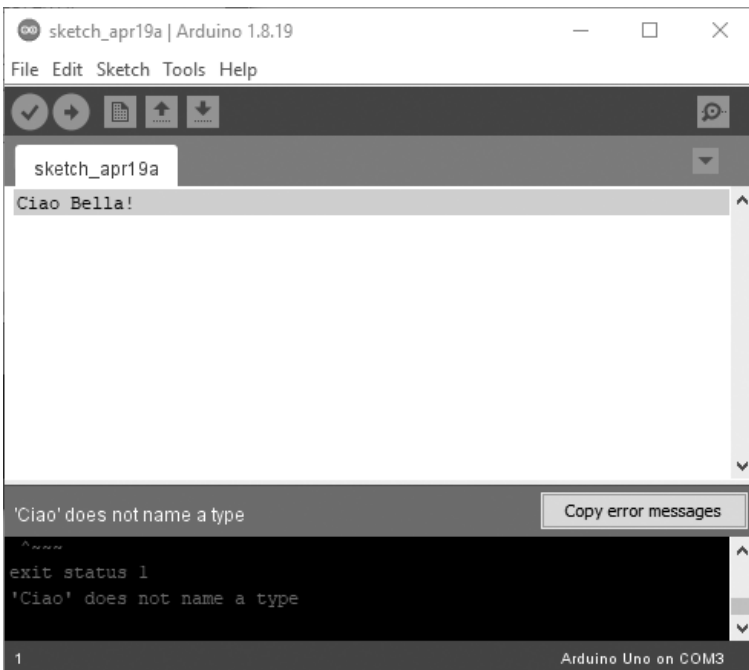 sketch_apr19a | Arduino 1.8.19
File Edit Sketch Tools Help
sketch_apr19a
Ciao Bella!
'Ciao' does not name a type
Copy error messages
^~~~
exit status 1
'Ciao' does not name a type
1
Arduino Uno on COM3